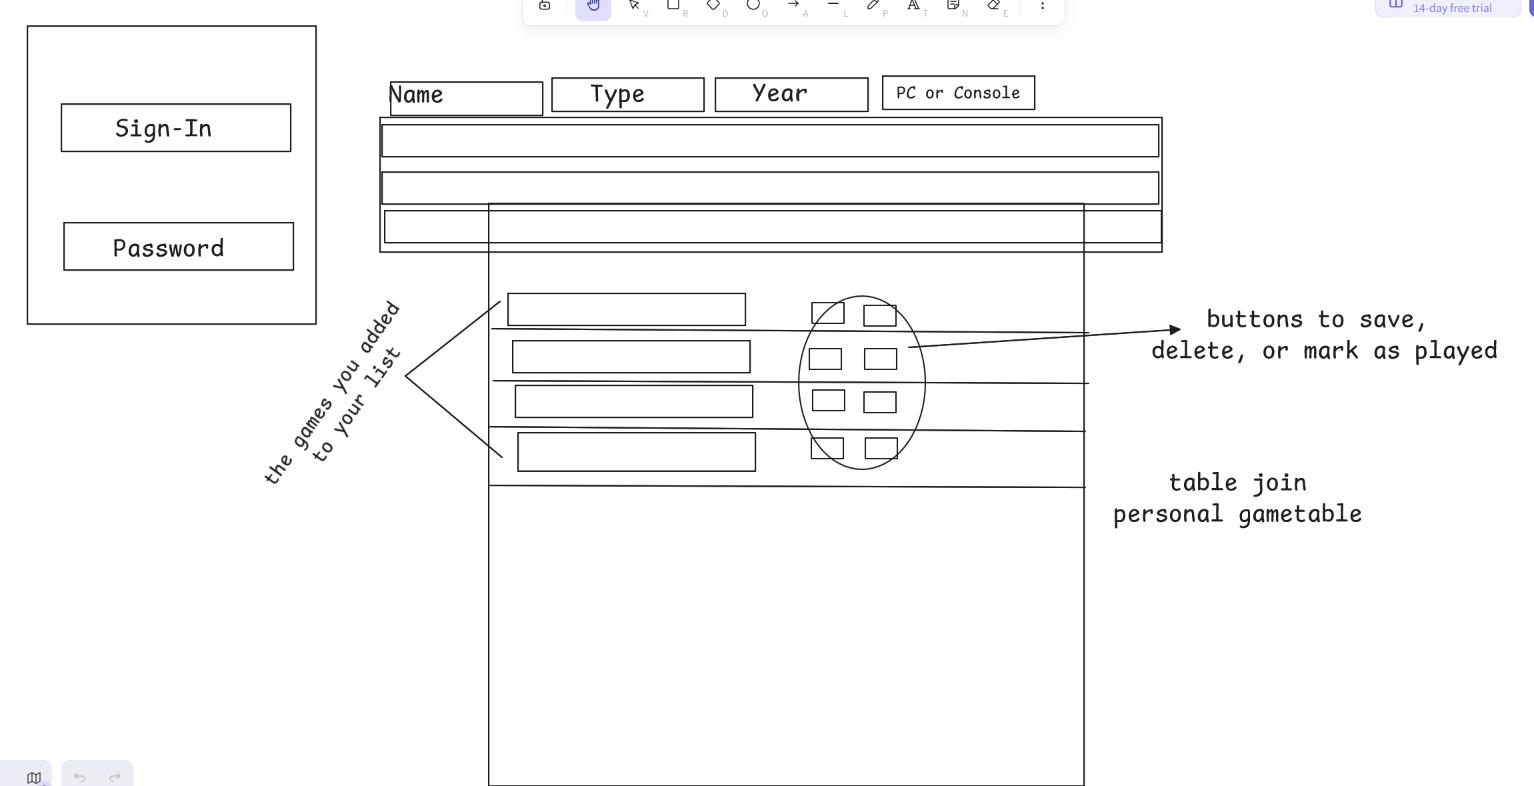 14-day free trial
V
R
D
O
A
L
P
T
N
E
Name
Type
Year
PC or Console
Sign-In
Password
the games you added
to your list
buttons to save,
delete, or mark as played
table join
personal gametable